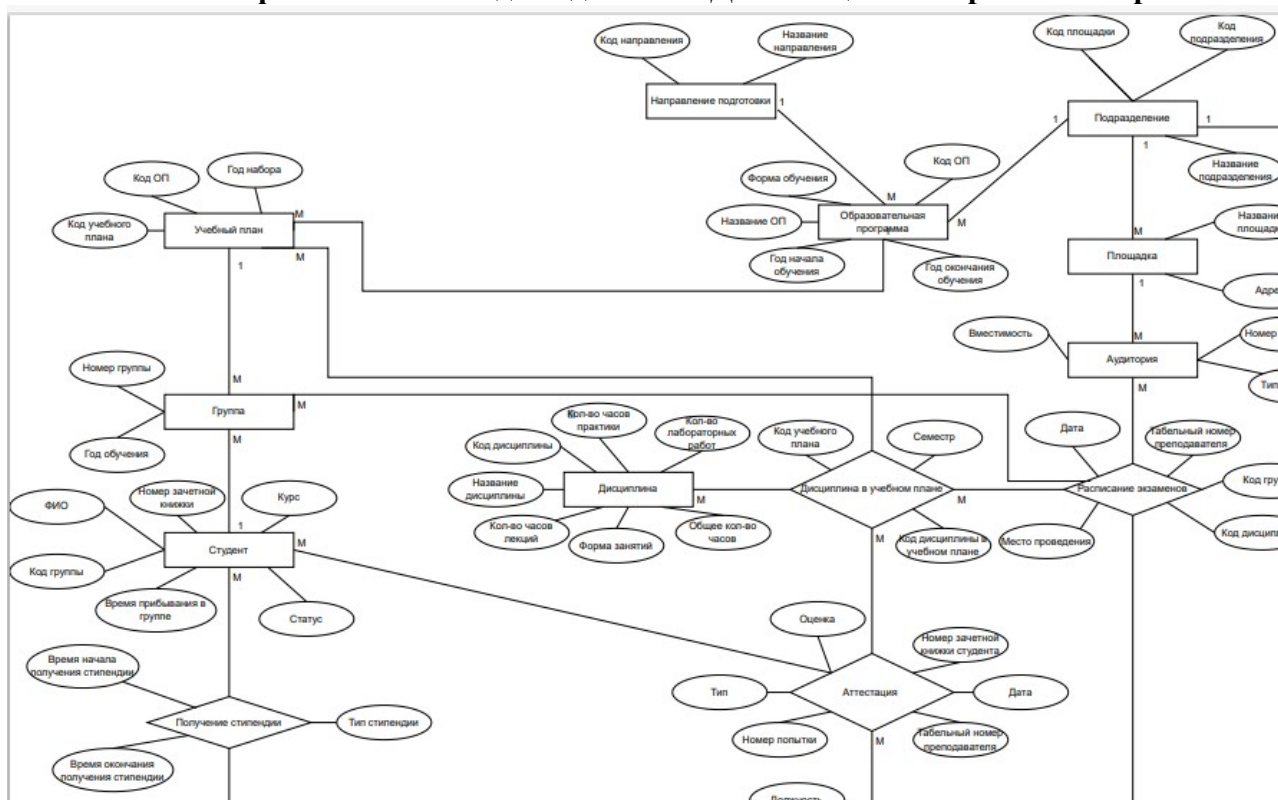 Код направления
Название
направления
Код площадки
Код
подразделения
Направление подготовки
1
Подразделение
1
1
1
Название
подразделения
Код ОП
Год набора
Код учебного
плана
Учебный план
М
М
1
Форма обучения
Код ОП
Название ОП
М
Образовательная
программа
М
Год начала
обучения
Год окончания
обучения
М
Площадка
1
Вместимость
М
Аудитория
М
Номер
Номер группы
М
Группа
М
М
Год обучения
Кол-во часов
практики
Кол-во
лабораторных
работ
Код дисциплины
Название
дисциплины
Дисциплина
М
Кол-во часов
лекций
Форма занятий
Общее кол-во
часов
Код учебного
плана
Семестр
Дисциплина в учебном плане
М
М
Код дисциплины в
учебном плане
Дата
Табельный номер
преподавателя
Расписание экзаменов
Место проведения
Код
Код
ФИО
Номер зачетной
книжки
Курс
1
Студент
М
М
Код группы
Время прибывания в
группе
Статус
Время начала
получения стипендии
Получение стипендии
Тип стипендии
Время окончания
получения стипендии
Оценка
Номер зачетной
книжки студента
Тип
Аттестация
Дата
Номер попытки
М
Табельный номер
преподавателя
Должность